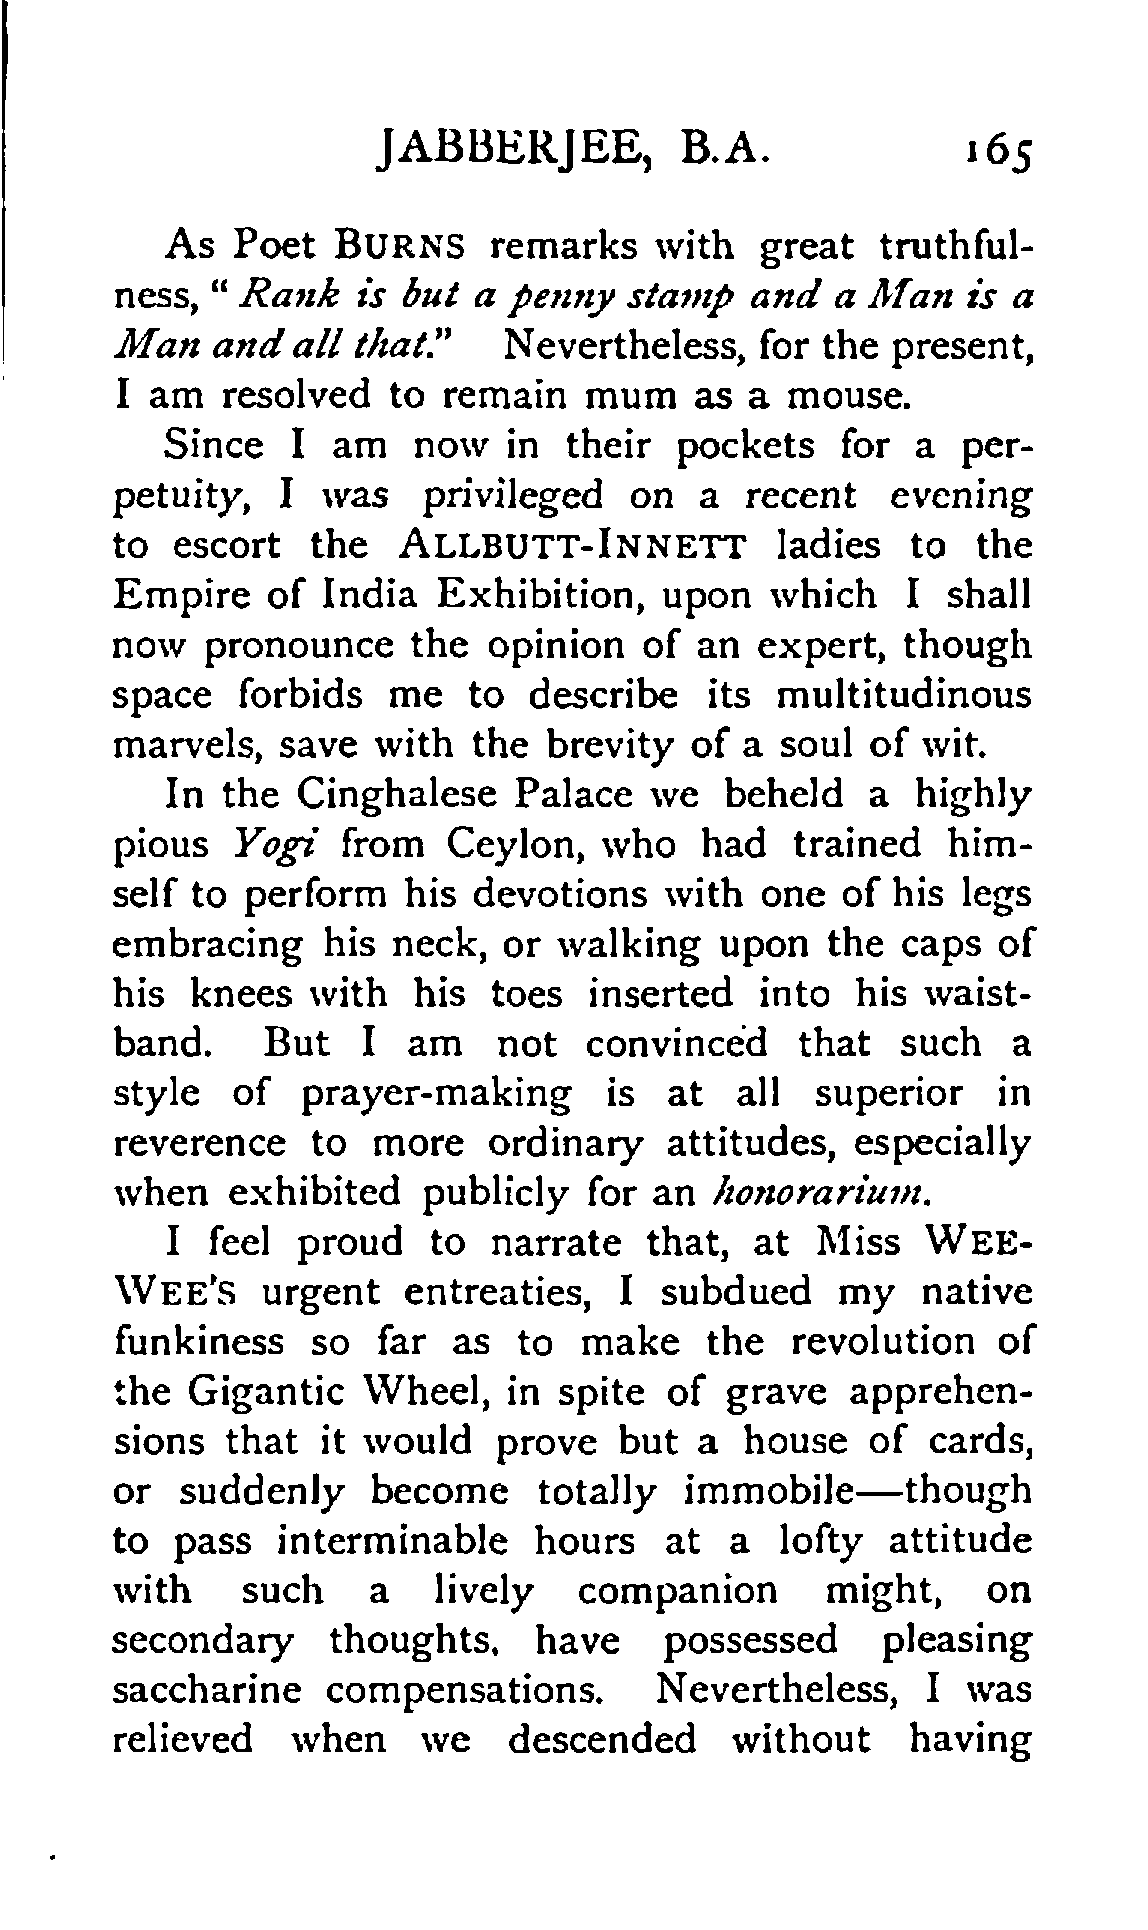 JABBERJEE, B.A. 165
As Poet BURNS remarks with great truthful-
ness, " Rank is but a penny stamp and a Man is a
Man and all that." Nevertheless, for the present,
I am resolved to remain mum as a mouse.
Since I am now in their pockets for a per-
petuity, I was privileged on a recent evening
to escort the ALLBUTT-INNETT ladies to the
Empire of India Exhibition, upon which I shall
now pronounce the opinion of an expert, though
space forbids me to describe its multitudinous
marvels, save with the brevity of a soul of wit.
In the Cinghalese Palace we beheld a highly
pious Yogi from Ceylon, who had trained him-
self to perform his devotions with one of his legs
embracing his neck, or walking upon the caps of
his knees with his toes inserted into his waist-
band. But I am not convinced that such a
style of prayer-making is at all superior in
reverence to more ordinary attitudes, especially
when exhibited publicly for an honorarium.
I feel proud to narrate that, at Miss WEE-
WEE'S urgent entreaties, I subdued my native
funkiness so far as to make the revolution of
the Gigantic Wheel, in spite of grave apprehen-
sions that it would prove but a house of cards,
or suddenly become totally immobile—though
to pass interminable hours at a lofty attitude
with such a lively companion might, on
secondary thoughts, have possessed pleasing
saccharine compensations. Nevertheless, I was
relieved when we descended without having